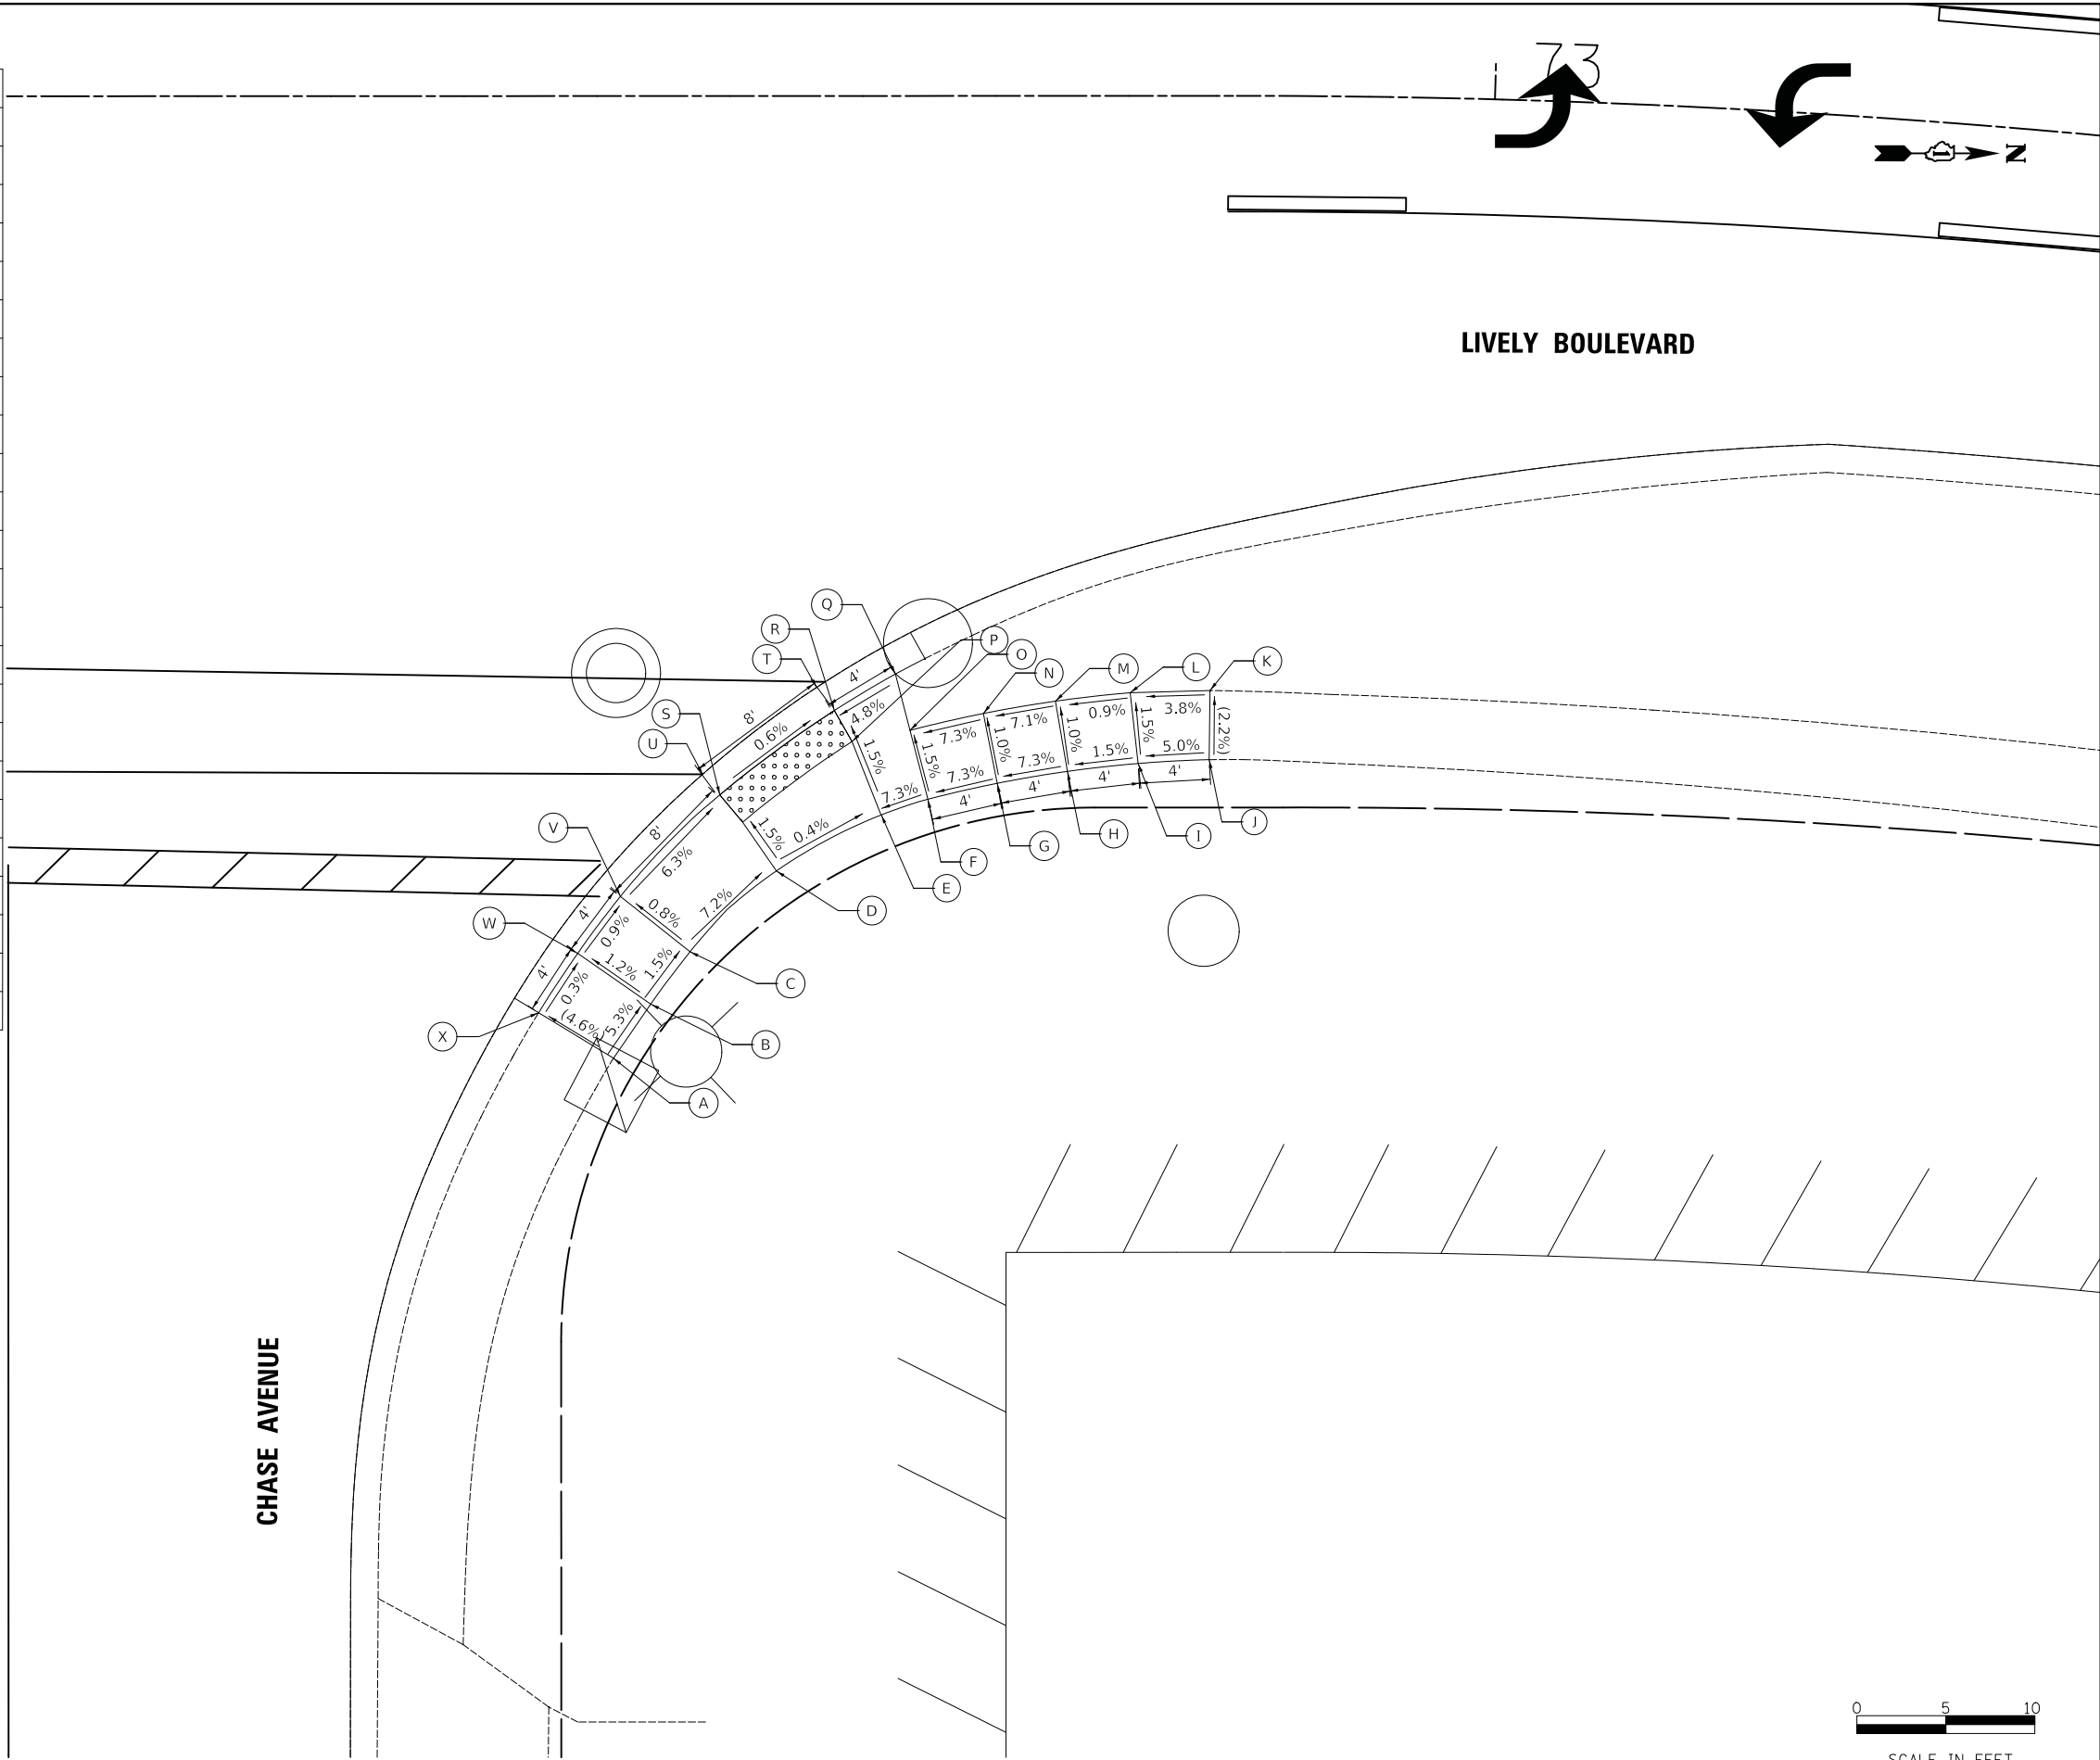 73
N
LIVELY BOULEVARD
Q
R
P
T
O
N
M
L
K
4'
S
8'
4.8%
7.1%
0.9%
3.8%
(2.2%)
U
0.6%
7.3%
1.0%
1.0%
1.5%
1.5%
1.5%
7.3%
7.3%
1.5%
5.0%
7.3%
4'
4'
4'
4'
V
8'
1.5%
0.4%
H
I
J
G
F
6.3%
E
W
4'
0.8%
7.2%
D
0.9%
1.2%
1.5%
4'
C
0.3%
X
(4.6%)
5.3%
B
A
CHASE AVENUE
0 5 10
SCALE IN FEET